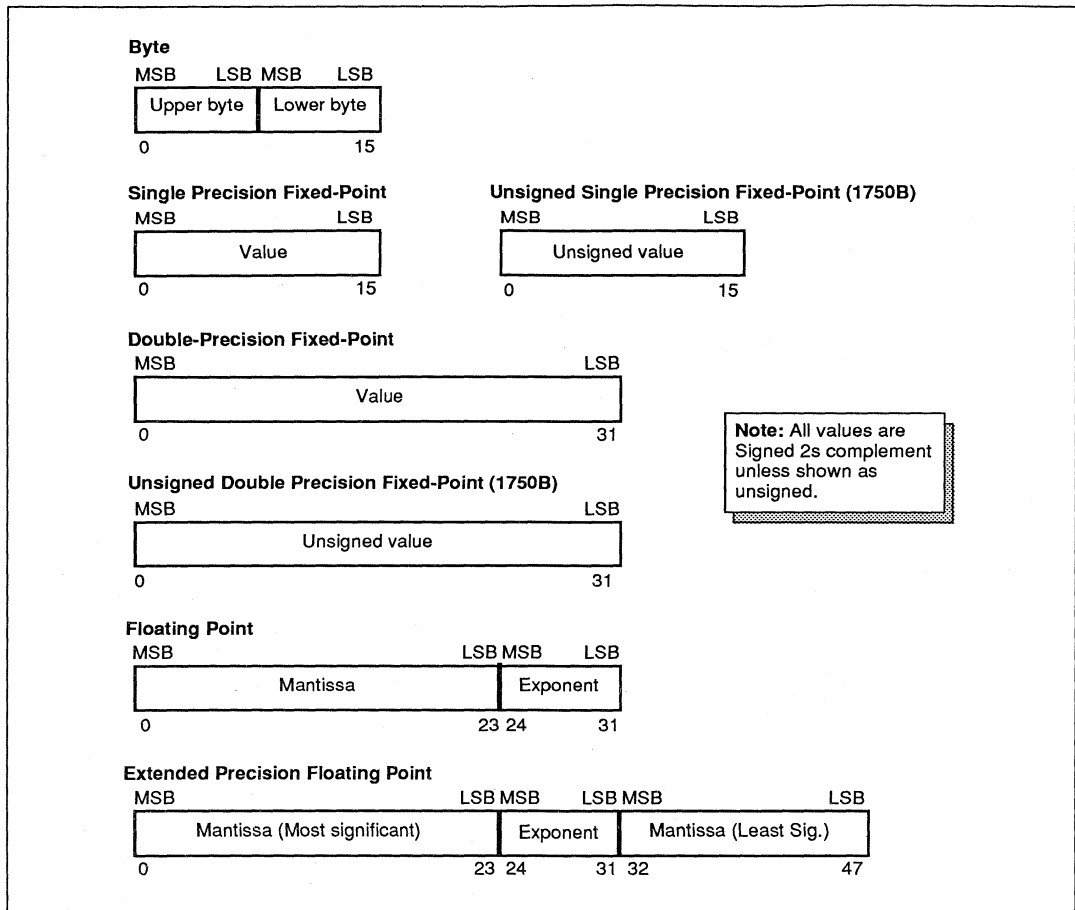 Byte
MSB LSB MSB LSB
Upper byte Lower byte
0 15
Single Precision Fixed-Point
MSB LSB
Value
0 15
Unsigned Single Precision Fixed-Point (1750B)
MSB LSB
Unsigned value
0 15
Double-Precision Fixed-Point
MSB LSB
Value
0 31
Note: All values are
Signed 2s complement
unless shown as
unsigned.
Unsigned Double Precision Fixed-Point (1750B)
MSB LSB
Unsigned value
0 31
Floating Point
MSB LSB MSB LSB
Mantissa Exponent
0 23 24 31
Extended Precision Floating Point
MSB LSB MSB LSB MSB LSB
Mantissa (Most significant) Exponent Mantissa (Least Sig.)
0 23 24 31 32 47